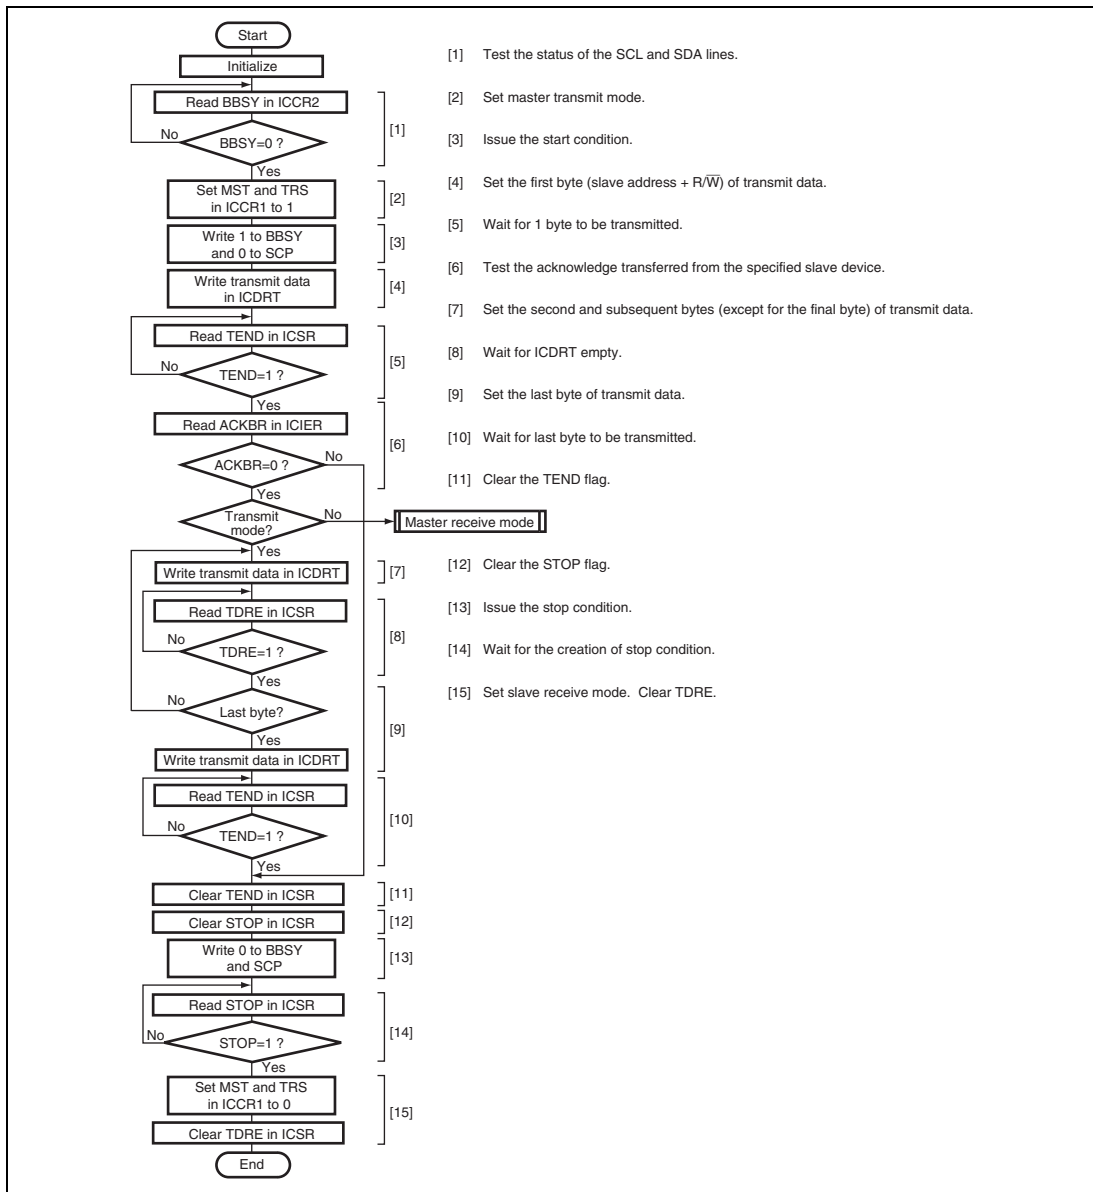 Start
Initialize
Read BBSY in ICCR2
No
BBSY=0 ?
[1]
Yes
Set MST and TRS
in ICCR1 to 1
[2]
Write 1 to BBSY
and 0 to SCP
[3]
Write transmit data
in ICDRT
[4]
Read TEND in ICSR
No
TEND=1 ?
[5]
Yes
Read ACKBR in ICIER
[6]
ACKBR=0 ?
No
Yes
Transmit
mode?
No
Master receive mode
Yes
Write transmit data in ICDRT
[7]
Read TDRE in ICSR
No
TDRE=1 ?
[8]
Yes
No
Last byte?
[9]
Yes
Write transmit data in ICDRT
Read TEND in ICSR
No
TEND=1 ?
[10]
Yes
Clear TEND in ICSR
[11]
Clear STOP in ICSR
[12]
Write 0 to BBSY
and SCP
[13]
Read STOP in ICSR
No
STOP=1 ?
[14]
Yes
Set MST and TRS
in ICCR1 to 0
[15]
Clear TDRE in ICSR
End
[1] Test the status of the SCL and SDA lines.
[2] Set master transmit mode.
[3] Issue the start condition.
[4] Set the first byte (slave address + R/W̅) of transmit data.
[5] Wait for 1 byte to be transmitted.
[6] Test the acknowledge transferred from the specified slave device.
[7] Set the second and subsequent bytes (except for the final byte) of transmit data.
[8] Wait for ICDRT empty.
[9] Set the last byte of transmit data.
[10] Wait for last byte to be transmitted.
[11] Clear the TEND flag.
[12] Clear the STOP flag.
[13] Issue the stop condition.
[14] Wait for the creation of stop condition.
[15] Set slave receive mode. Clear TDRE.